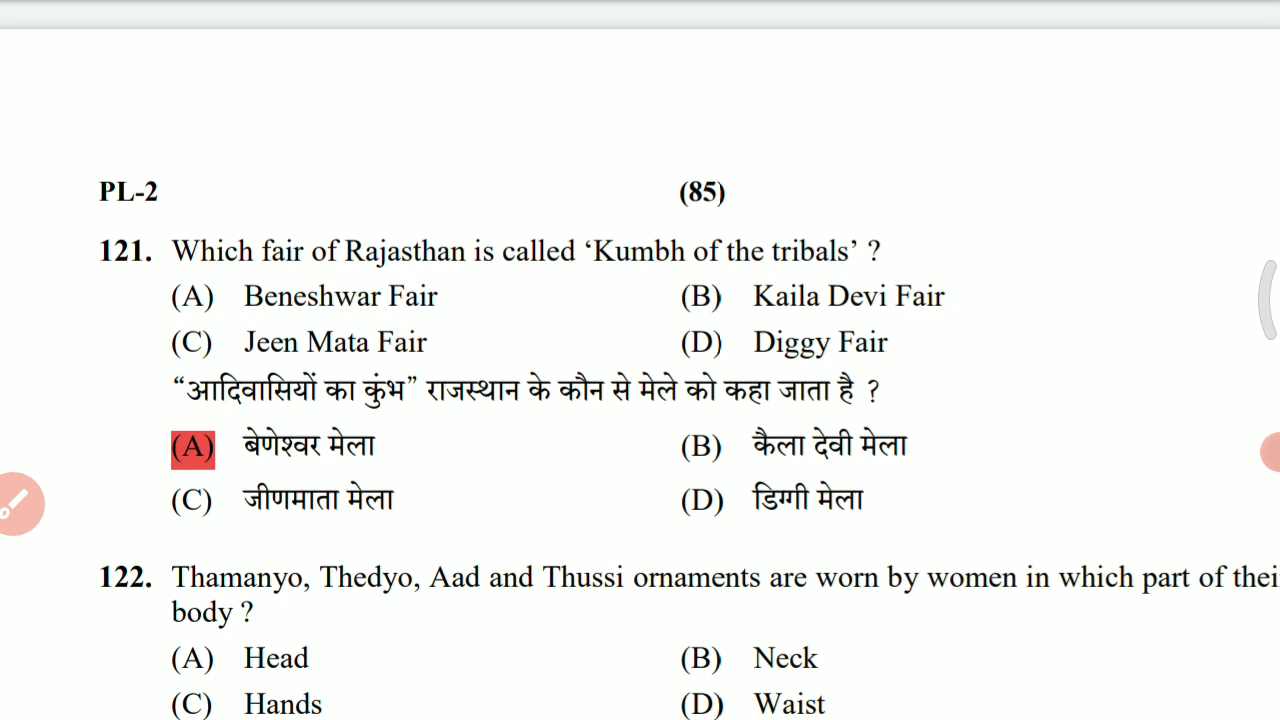 PL-2 (85)
121. Which fair of Rajasthan is called ‘Kumbh of the tribals’ ?
(A) Beneshwar Fair (B) Kaila Devi Fair
(C) Jeen Mata Fair (D) Diggy Fair
“आदिवासियों का कुंभ” राजस्थान के कौन से मेले को कहा जाता है ?
(A) बेणेश्वर मेला (B) कैला देवी मेला
(C) जीणमाता मेला (D) डिग्गी मेला
122. Thamanyo, Thedyo, Aad and Thussi ornaments are worn by women in which part of thei
body ?
(A) Head (B) Neck
(C) Hands (D) Waist